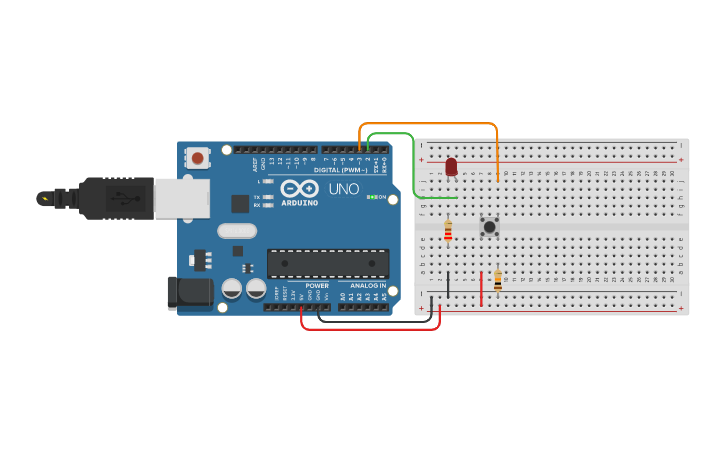 AREF
GND
13
12
~11
~10
~9
8
7
~6
~5
4
~3
2
TX→1
RX←0
DIGITAL (PWM~)
L
TX
RX
ARDUINO
UNO
ON
POWER
ANALOG IN
IOREF
RESET
3.3V
5V
GND
GND
Vin
A0
A1
A2
A3
A4
A5